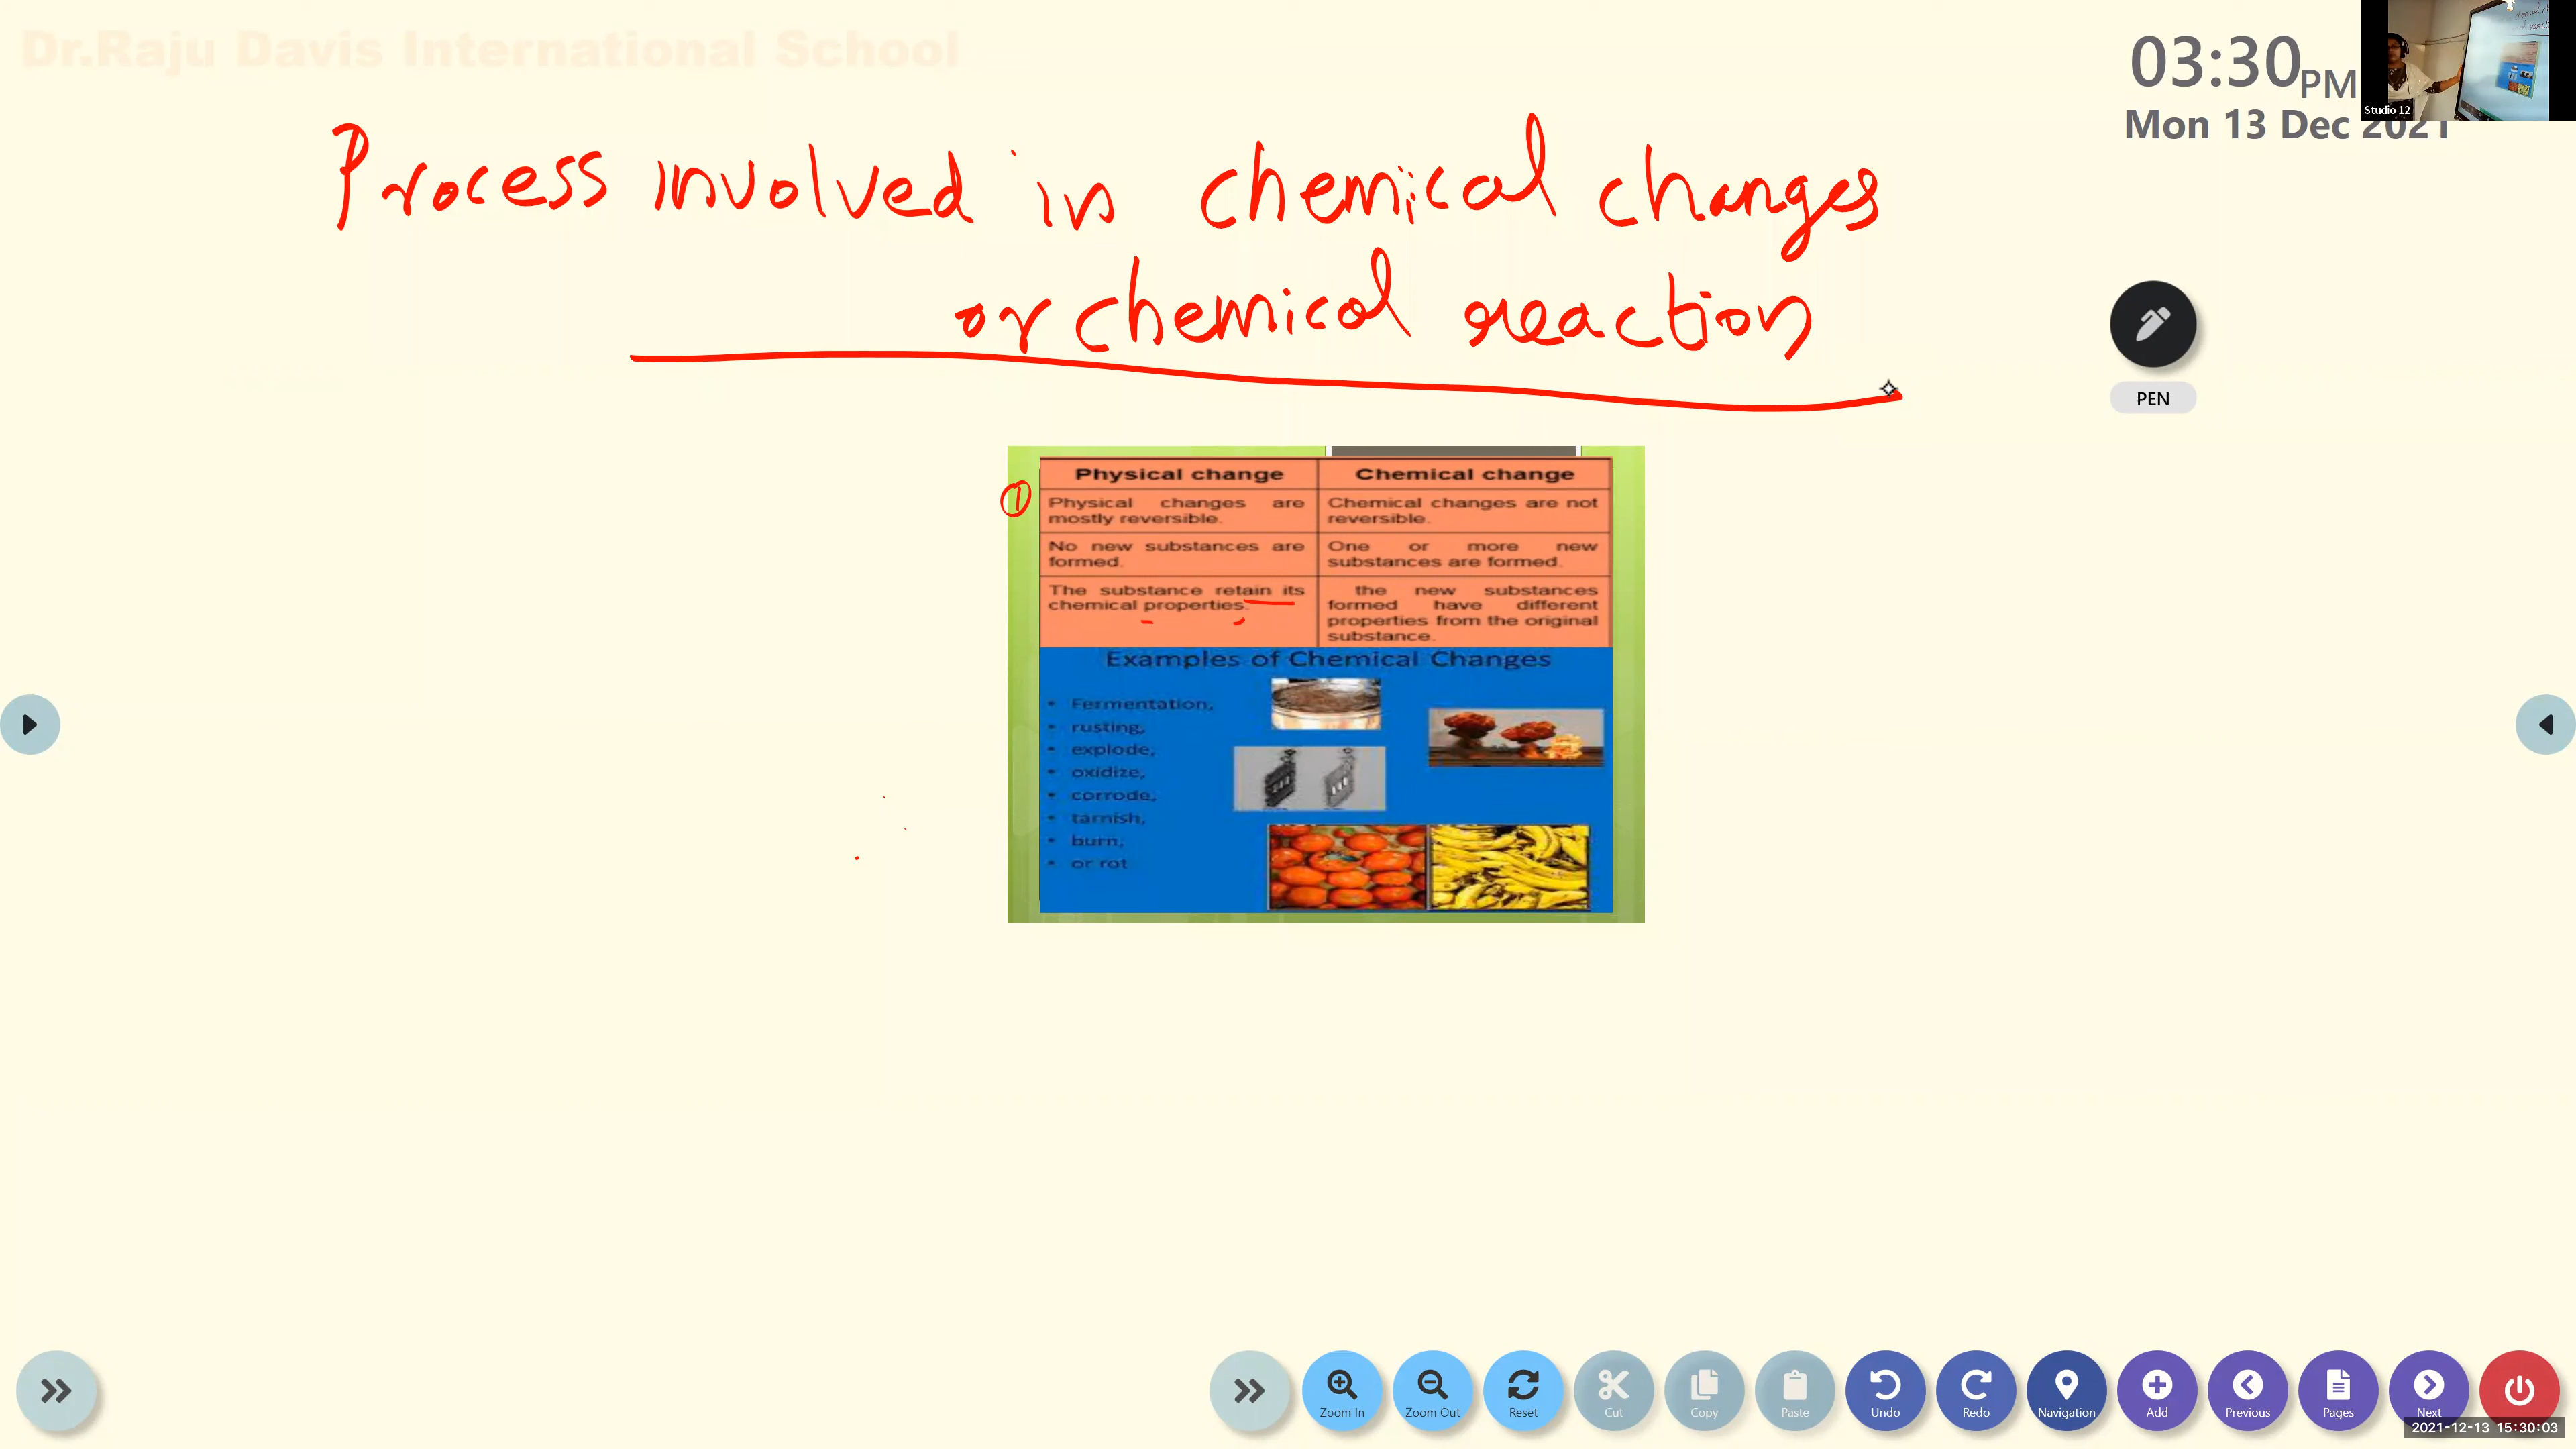 Dr.Raju Davis International School
03:30PM
Mon 13 Dec 2021
Studio 12
Process involved in chemical changes
or chemical reaction
PEN
1
Physical change
Chemical change
Physical changes are
mostly reversible.
Chemical changes are not
reversible.
No new substances are
formed.
One or more new
substances are formed.
The substance retain its
chemical properties.
the new substances
formed have different
properties from the original
substance.
Examples of Chemical Changes
• Fermentation,
• rusting,
• explode,
• oxidize,
• corrode,
• tarnish,
• burn,
• or rot
Zoom In
Zoom Out
Reset
Cut
Copy
Paste
Undo
Redo
Navigation
Add
Previous
Pages
Next
2021-12-13 15:30:03